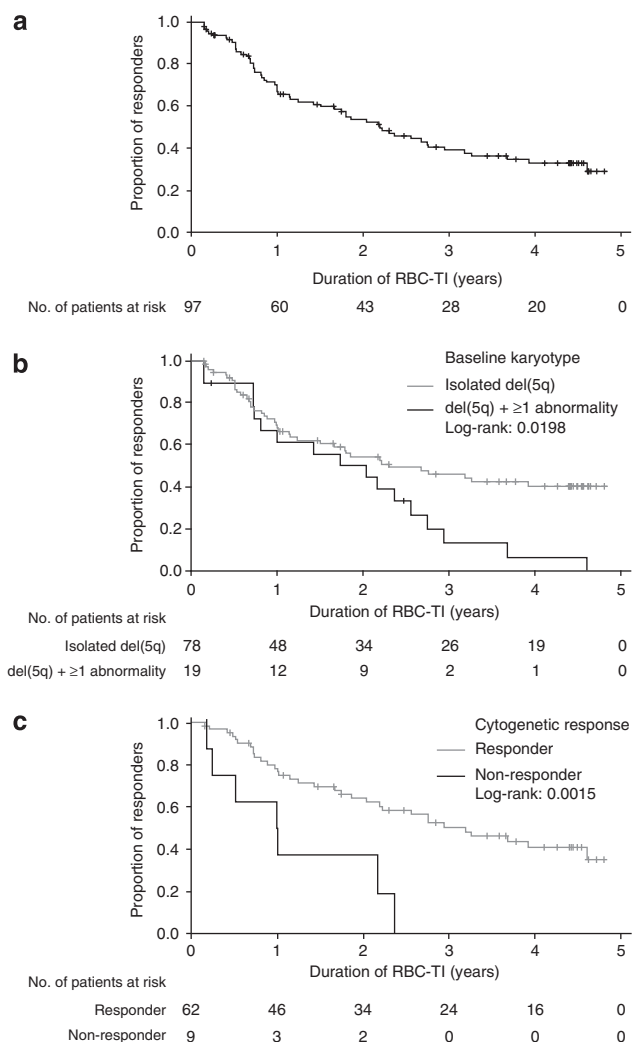 a
1.0
0.8
0.6
0.4
0.2
0.0
Proportion of responders
0 1 2 3 4 5
Duration of RBC-TI (years)
No. of patients at risk 97 60 43 28 20 0
b
1.0
0.8
0.6
0.4
0.2
0.0
Proportion of responders
Baseline karyotype
Isolated del(5q)
del(5q) + ≥1 abnormality
Log-rank: 0.0198
0 1 2 3 4 5
Duration of RBC-TI (years)
No. of patients at risk
Isolated del(5q) 78 48 34 26 19 0
del(5q) + ≥1 abnormality 19 12 9 2 1 0
c
1.0
0.8
0.6
0.4
0.2
0.0
Proportion of responders
Cytogenetic response
Responder
Non-responder
Log-rank: 0.0015
0 1 2 3 4 5
Duration of RBC-TI (years)
No. of patients at risk
Responder 62 46 34 24 16 0
Non-responder 9 3 2 0 0 0